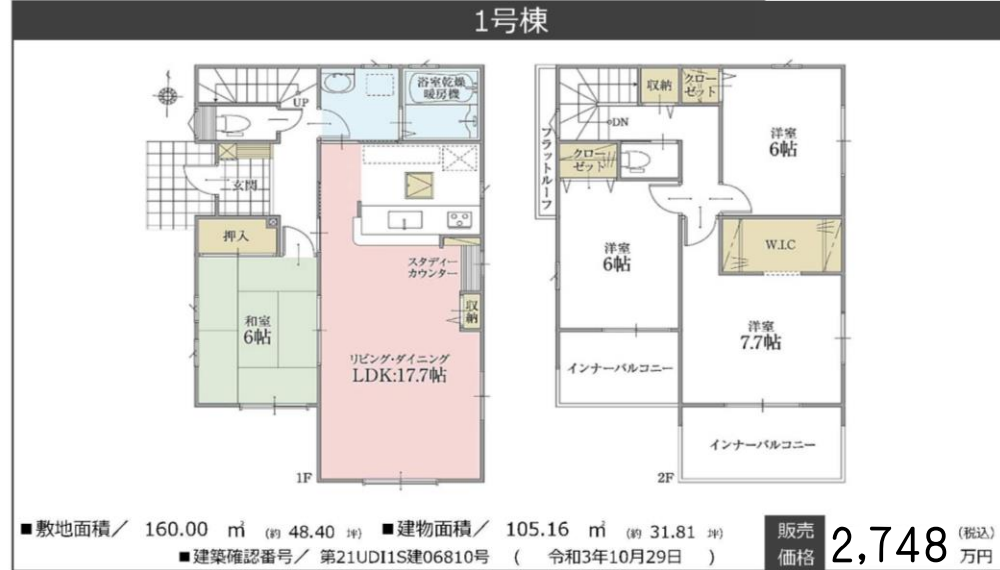 1号棟
UP
浴室乾燥
暖房機
玄関
押入
スタディー
カウンター
収納
和室
6帖
リビング・ダイニング
LDK:17.7帖
1F
収納
クロー
ゼット
DN
フラットルーフ
洋室
6帖
クロー
ゼット
洋室
6帖
W.I.C
洋室
7.7帖
インナーバルコニー
インナーバルコニー
2F
■敷地面積／ 160.00 ㎡ (約 48.40 坪) ■建物面積／ 105.16 ㎡ (約 31.81 坪)
■建築確認番号／ 第21UDI1S建06810号 ( 令和3年10月29日 )
販売
価格
2,748
(税込)
万円